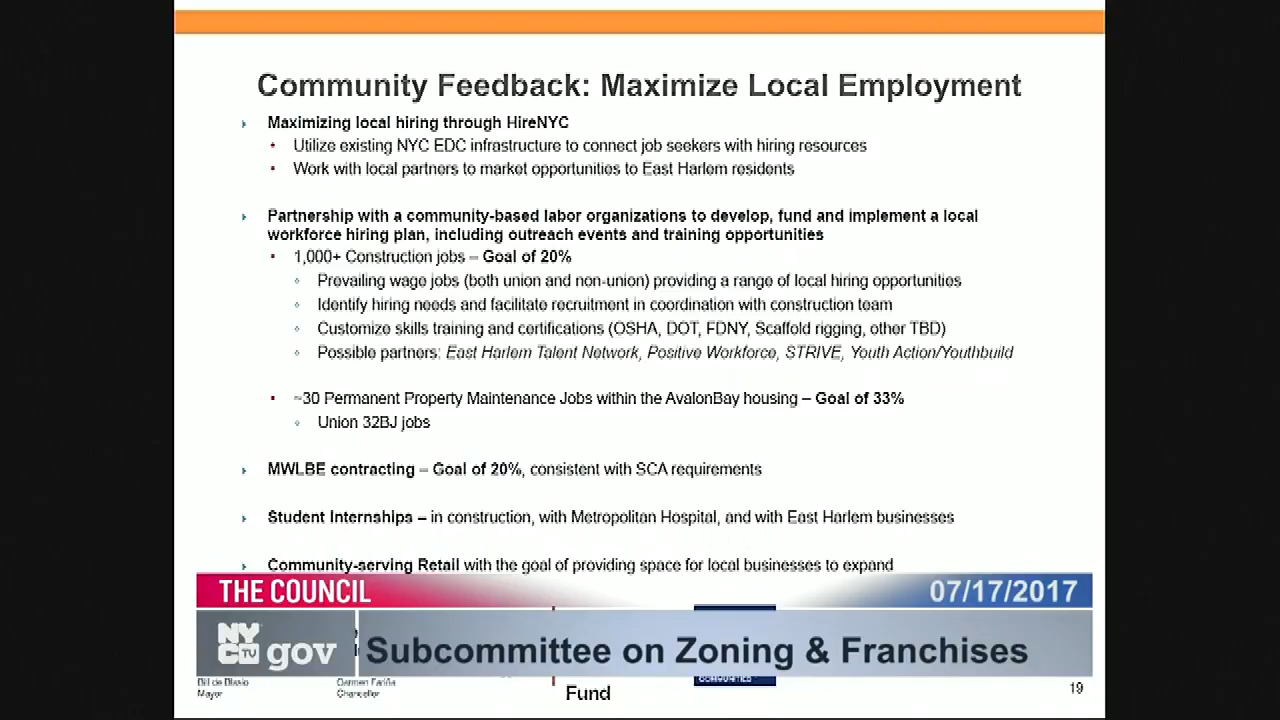 Community Feedback: Maximize Local Employment
Maximizing local hiring through HireNYC
Utilize existing NYC EDC infrastructure to connect job seekers with hiring resources
Work with local partners to market opportunities to East Harlem residents
Partnership with a community-based labor organizations to develop, fund and implement a local
workforce hiring plan, including outreach events and training opportunities
1,000+ Construction jobs – Goal of 20%
Prevailing wage jobs (both union and non-union) providing a range of local hiring opportunities
Identify hiring needs and facilitate recruitment in coordination with construction team
Customize skills training and certifications (OSHA, DOT, FDNY, Scaffold rigging, other TBD)
Possible partners: East Harlem Talent Network, Positive Workforce, STRIVE, Youth Action/Youthbuild
~30 Permanent Property Maintenance Jobs within the AvalonBay housing – Goal of 33%
Union 32BJ jobs
MWLBE contracting – Goal of 20%, consistent with SCA requirements
Student Internships – in construction, with Metropolitan Hospital, and with East Harlem businesses
Community-serving Retail with the goal of providing space for local businesses to expand
THE COUNCIL 07/17/2017
NYC TV gov Subcommittee on Zoning & Franchises
Bill de Blasio
Mayor
Carmen Fariña
Chancellor
COMMUNITIES
Fund
19